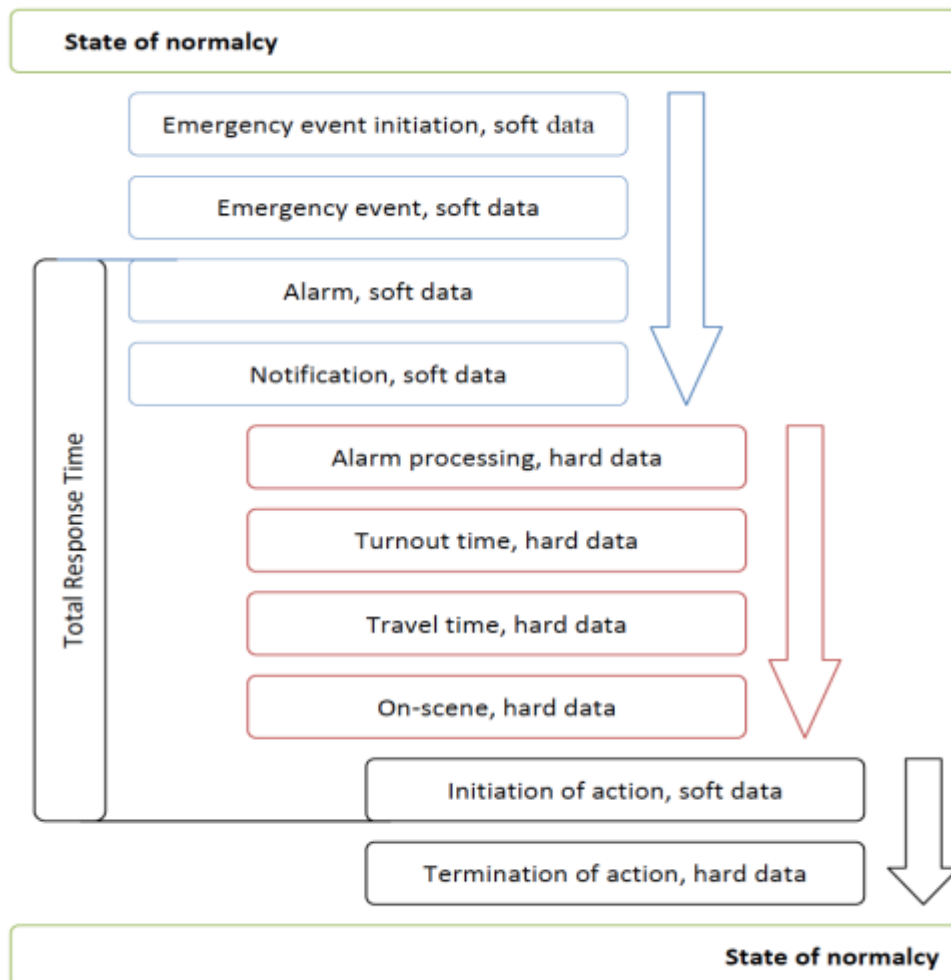 State of normalcy
Emergency event initiation, soft data
Emergency event, soft data
Alarm, soft data
Notification, soft data
Total Response Time
Alarm processing, hard data
Turnout time, hard data
Travel time, hard data
On-scene, hard data
Initiation of action, soft data
Termination of action, hard data
State of normalcy